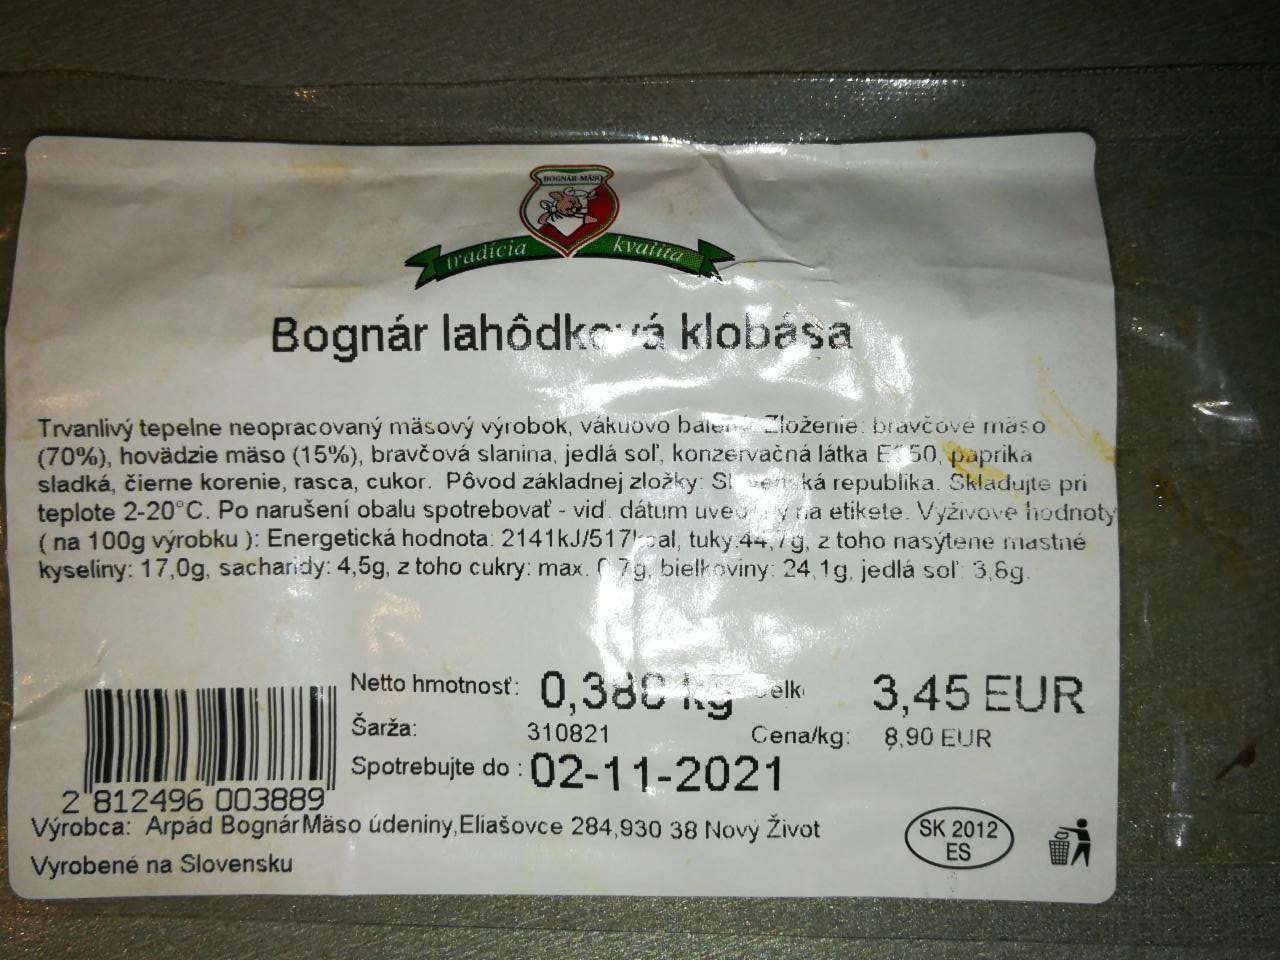 BOGNÁR-MÄSO
tradícia kvalita
Bognár lahôdková klobása
Trvanlivý tepelne neopracovaný mäsový výrobok, vákuovo Zloženie: bravčové mäso
(70%), hovädzie mäso (15%), bravčová slanina, jedlá soľ, konzervačná látka paprika
sladká, čierne korenie, rasca, cukor. Pôvod základnej zložky: Slovenská republika. Skladujte pri
teplote 2-20°C. Po narušení obalu spotrebovať - viď. dátum uvedený na etikete. Výživové hodnoty
( na 100g výrobku ): Energetická hodnota: 2141kJ/517kcal, tuky:44,7g, z toho nasýtené mastné
kyseliny: 17,0g, sacharidy: 4,5g, z toho cukry: max. bielkoviny: 24,1g, jedlá soľ: 3,6g.
Netto hmotnosť: kg 3,45 EUR
Šarža: 310821 Cena/kg: 8,90 EUR
Spotrebujte do : 02-11-2021
2 812496 003889
Výrobca: Arpád Bognár Mäso údeniny,Eliašovce 284,930 38 Nový Život
Vyrobené na Slovensku
SK 2012
ES